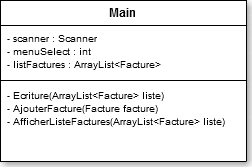 Main
- scanner : Scanner
- menuSelect : int
- listFactures : ArrayList<Facture>
- Ecriture(ArrayList<Facture> liste)
- AjouterFacture(Facture facture)
- AfficherListeFactures(ArrayList<Facture> liste)